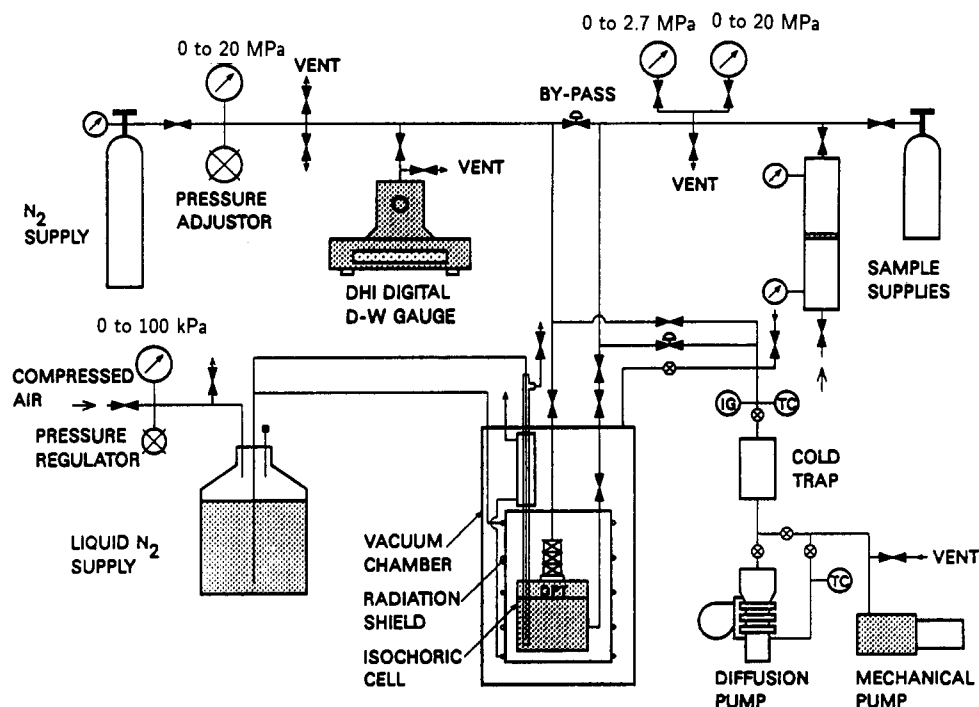 0 to 20 MPa
VENT
0 to 2.7 MPa
0 to 20 MPa
BY-PASS
N2
SUPPLY
PRESSURE
ADJUSTOR
VENT
VENT
DHI DIGITAL
D-W GAUGE
SAMPLE
SUPPLIES
0 to 100 kPa
COMPRESSED
AIR
PRESSURE
REGULATOR
IG
TC
COLD
TRAP
LIQUID N2
SUPPLY
VACUUM
CHAMBER
RADIATION
SHIELD
ISOCHORIC
CELL
DPT
VENT
TC
DIFFUSION
PUMP
MECHANICAL
PUMP